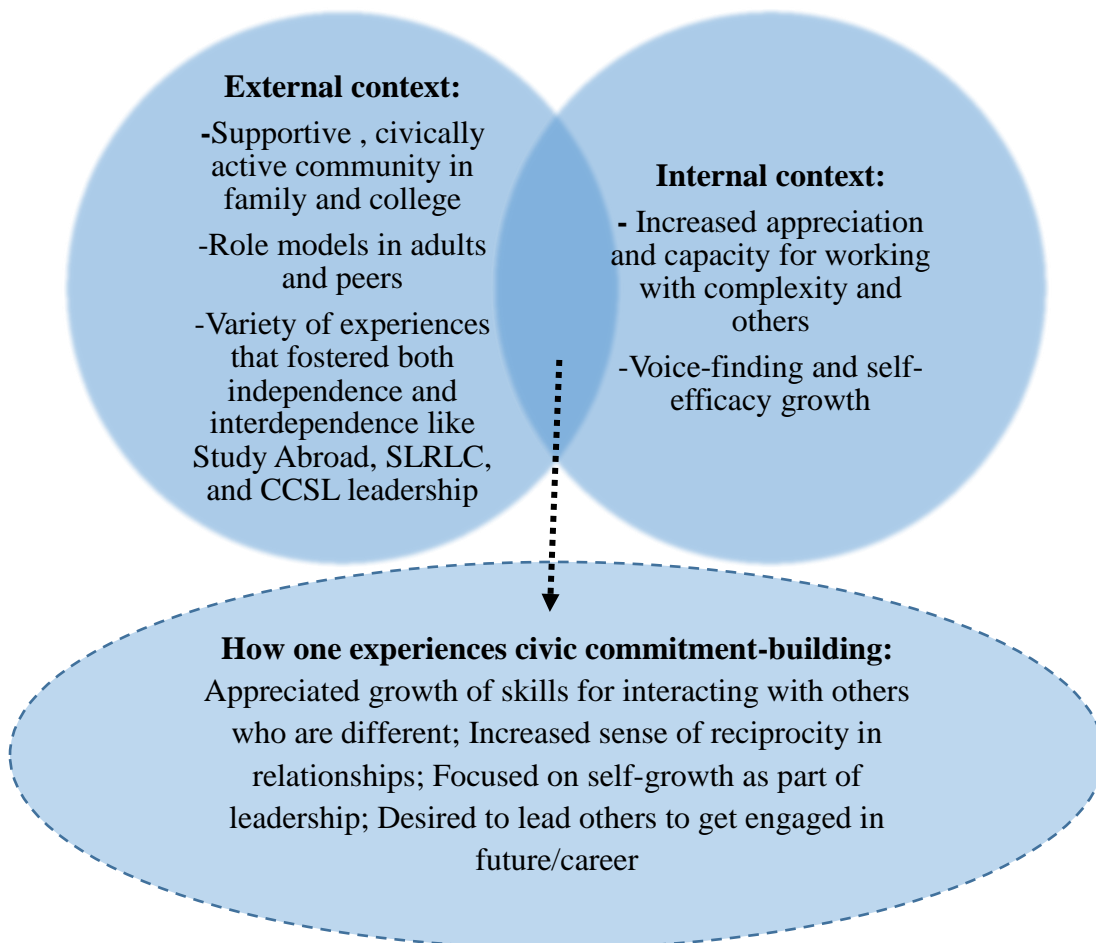 External context:
-Supportive , civically
active community in
family and college
-Role models in adults
and peers
-Variety of experiences
that fostered both
independence and
interdependence like
Study Abroad, SLRLC,
and CCSL leadership
Internal context:
- Increased appreciation
and capacity for working
with complexity and
others
-Voice-finding and self-
efficacy growth
How one experiences civic commitment-building:
Appreciated growth of skills for interacting with others
who are different; Increased sense of reciprocity in
relationships; Focused on self-growth as part of
leadership; Desired to lead others to get engaged in
future/career